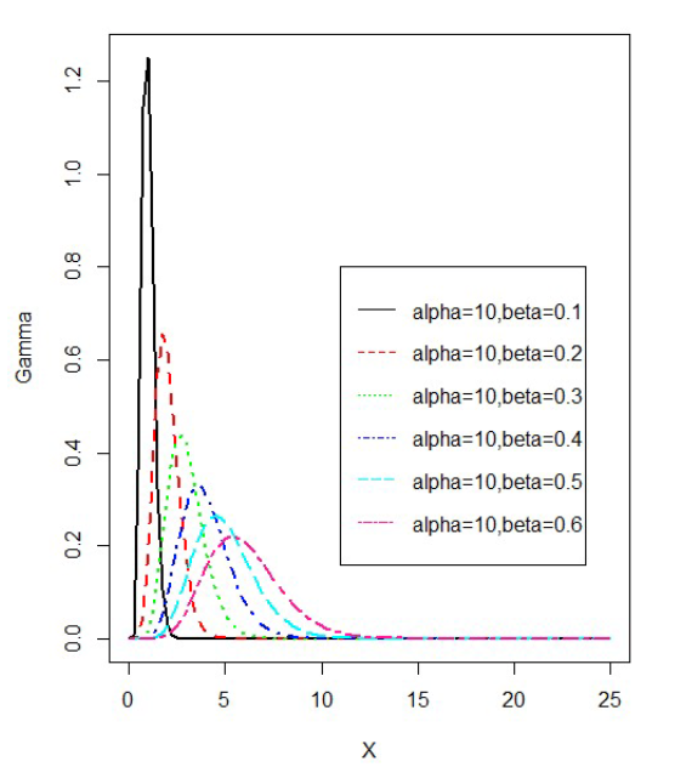 1.2
1.0
0.8
0.6
0.4
0.2
0.0
Gamma
alpha=10,beta=0.1
alpha=10,beta=0.2
alpha=10,beta=0.3
alpha=10,beta=0.4
alpha=10,beta=0.5
alpha=10,beta=0.6
0 5 10 15 20 25
X